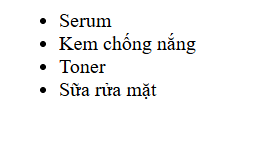 Serum
Kem chống nắng
Toner
Sữa rửa mặt